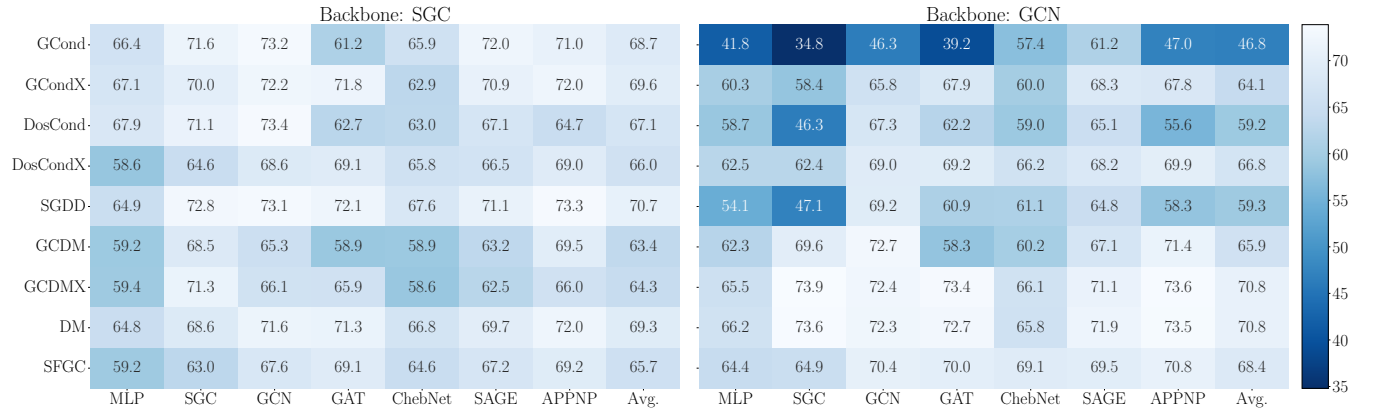 Backbone: SGC
Backbone: GCN
GCond 66.4 71.6 73.2 61.2 65.9 72.0 71.0 68.7 41.8 34.8 46.3 39.2 57.4 61.2 47.0 46.8
GCondX 67.1 70.0 72.2 71.8 62.9 70.9 72.0 69.6 60.3 58.4 65.8 67.9 60.0 68.3 67.8 64.1
DosCond 67.9 71.1 73.4 62.7 63.0 67.1 64.7 67.1 58.7 46.3 67.3 62.2 59.0 65.1 55.6 59.2
DosCondX 58.6 64.6 68.6 69.1 65.8 66.5 69.0 66.0 62.5 62.4 69.0 69.2 66.2 68.2 69.9 66.8
SGDD 64.9 72.8 73.1 72.1 67.6 71.1 73.3 70.7 54.1 47.1 69.2 60.9 61.1 64.8 58.3 59.3
GCDM 59.2 68.5 65.3 58.9 58.9 63.2 69.5 63.4 62.3 69.6 72.7 58.3 60.2 67.1 71.4 65.9
GCDMX 59.4 71.3 66.1 65.9 58.6 62.5 66.0 64.3 65.5 73.9 72.4 73.4 66.1 71.1 73.6 70.8
DM 64.8 68.6 71.6 71.3 66.8 69.7 72.0 69.3 66.2 73.6 72.3 72.7 65.8 71.9 73.5 70.8
SFGC 59.2 63.0 67.6 69.1 64.6 67.2 69.2 65.7 64.4 64.9 70.4 70.0 69.1 69.5 70.8 68.4
MLP SGC GCN GAT ChebNet SAGE APPNP Avg. MLP SGC GCN GAT ChebNet SAGE APPNP Avg.
70
65
60
55
50
45
40
35